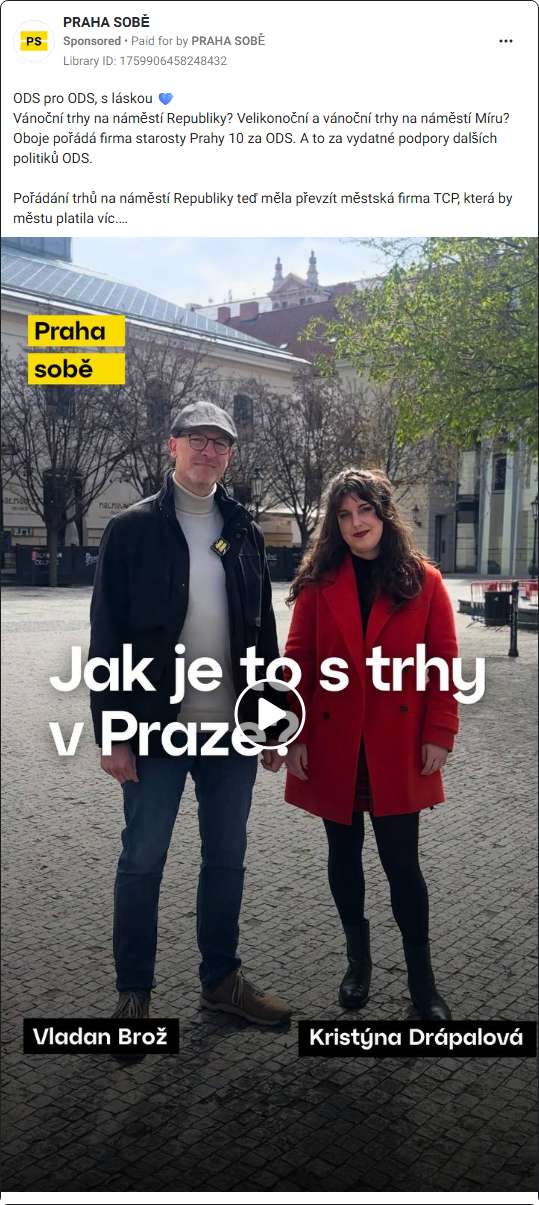 PRAHA SOBĚ
PS
Sponsored • Paid for by PRAHA SOBĚ
Library ID: 1759906458248432
ODS pro ODS, s láskou 💙
Vánoční trhy na náměstí Republiky? Velikonoční a vánoční trhy na náměstí Míru?
Oboje pořádá firma starosty Prahy 10 za ODS. A to za vydatné podpory dalších
politiků ODS.
Pořádání trhů na náměstí Republiky teď měla převzít městská firma TCP, která by
městu platila víc....
Praha
sobě
Jak je to s trhy
v Praze?
Vladan Brož
Kristýna Drápalová